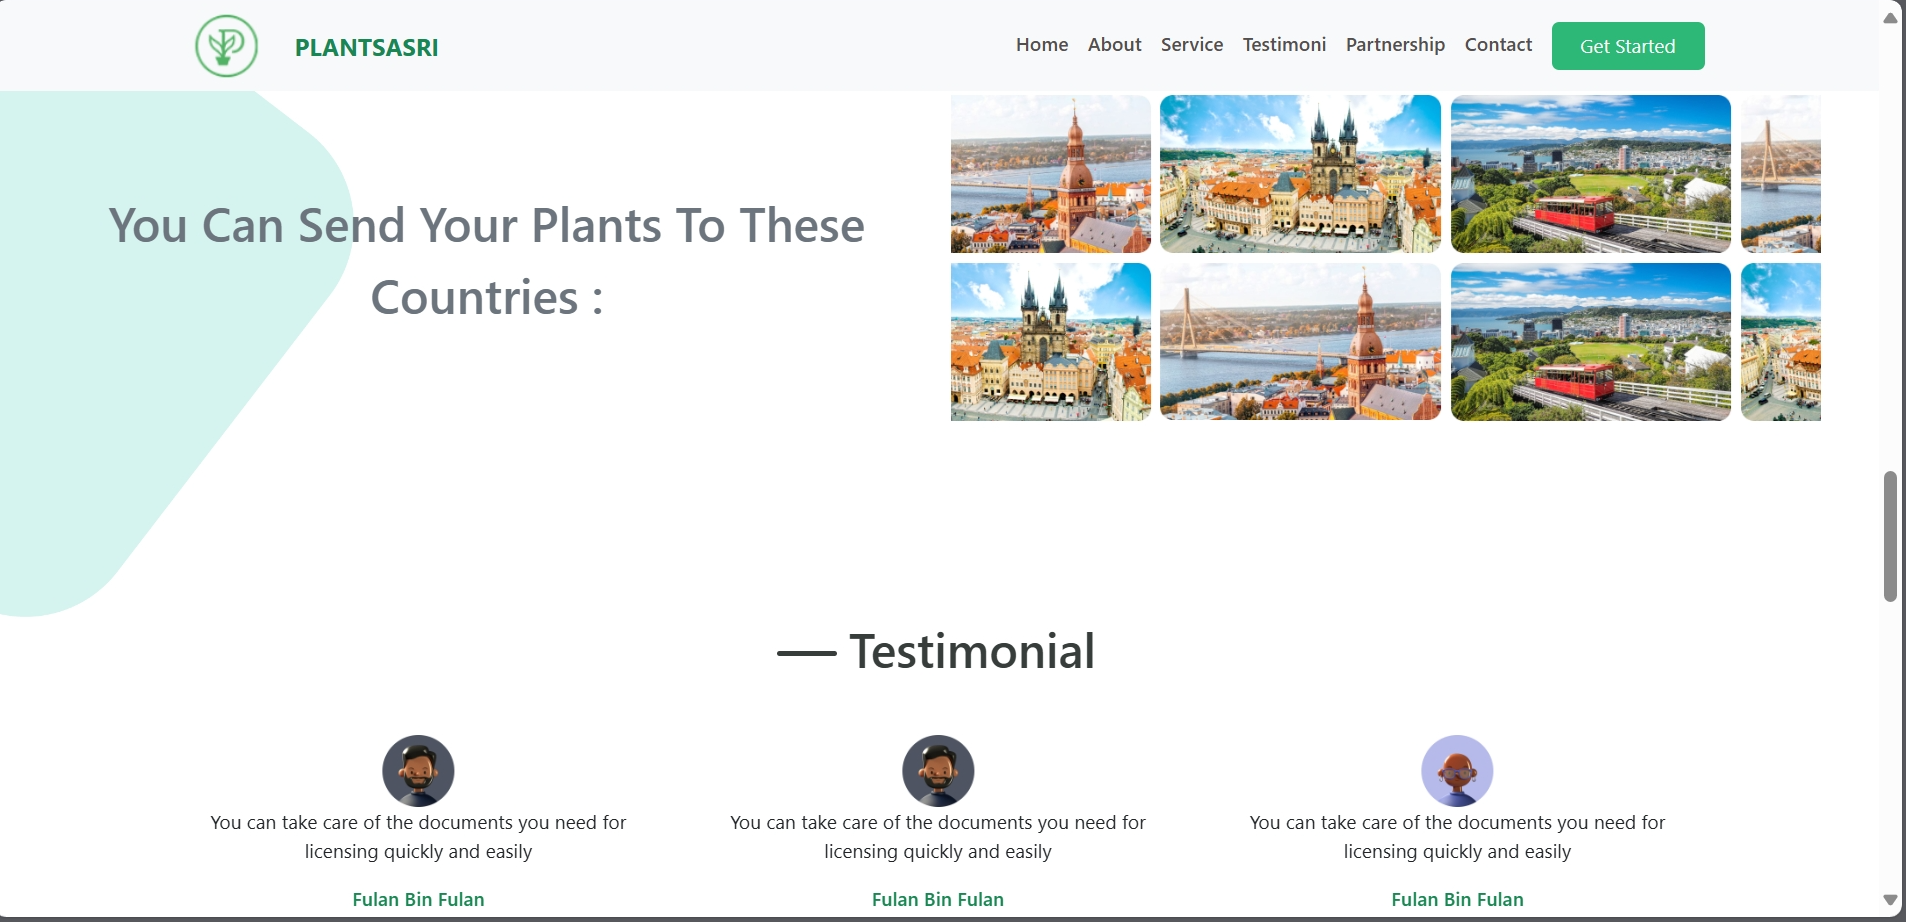 PLANTSASRI
Home About Service Testimoni Partnership Contact Get Started
You Can Send Your Plants To These
Countries :
Testimonial
You can take care of the documents you need for
licensing quickly and easily
Fulan Bin Fulan
You can take care of the documents you need for
licensing quickly and easily
Fulan Bin Fulan
You can take care of the documents you need for
licensing quickly and easily
Fulan Bin Fulan